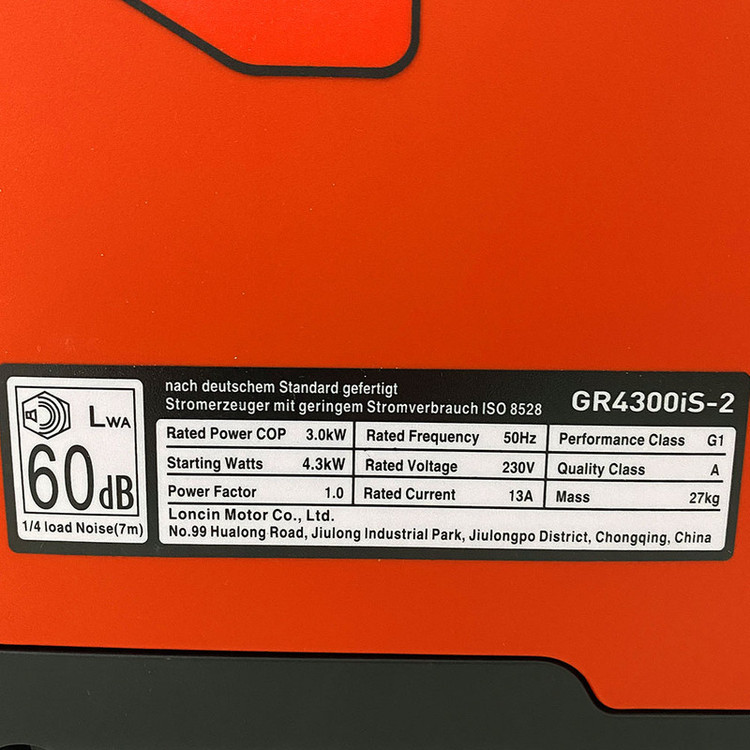 LWA
60dB
1/4 load Noise(7m)
nach deutschem Standard gefertigt
Stromerzeuger mit geringem Stromverbrauch ISO 8528
GR4300iS-2
Rated Power COP 3.0kW Rated Frequency 50Hz Performance Class G1
Starting Watts 4.3kW Rated Voltage 230V Quality Class A
Power Factor 1.0 Rated Current 13A Mass 27kg
Loncin Motor Co., Ltd.
No.99 Hualong Road, Jiulong Industrial Park, Jiulongpo District, Chongqing, China